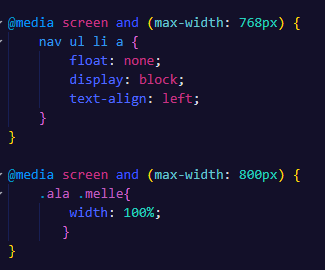 @media screen and (max-width: 768px) {
    nav ul li a {
        float: none;
        display: block;
        text-align: left;
    }
}

@media screen and (max-width: 800px) {
    .ala .melle{
        width: 100%;
       }
}